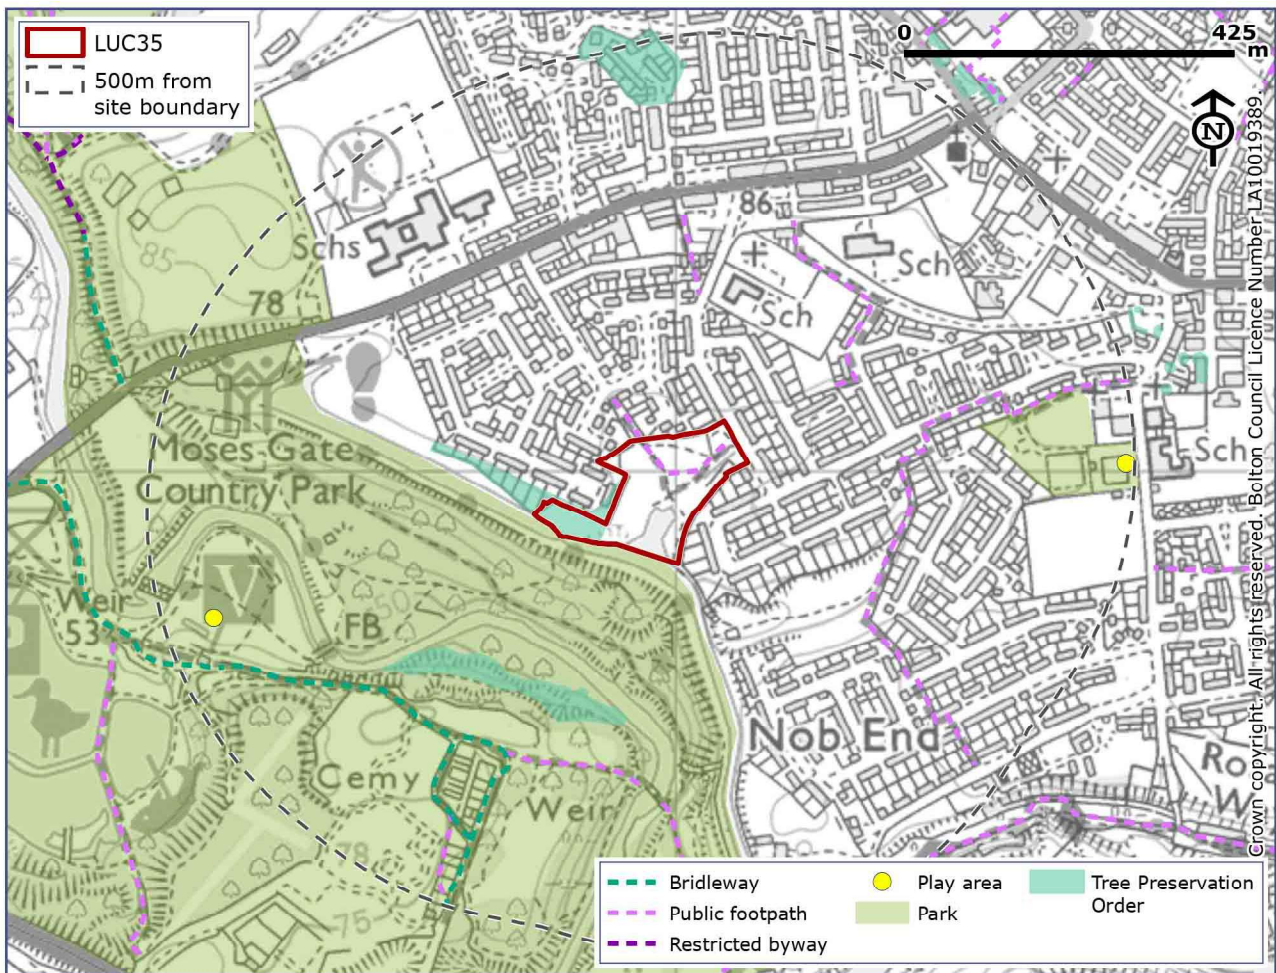 LUC35
500m from
site boundary
0
425
m
N
Schs
86
Sch
Sch
85
78
Moses Gate
Country Park
Sch
V
Weir
53
50
FB
Nob End
Cemy
Weir
78
75
Ro
W
Bridleway
Public footpath
Restricted byway
Play area
Park
Tree Preservation
Order
Crown copyright. All rights reserved. Bolton Council Licence Number LA10019389